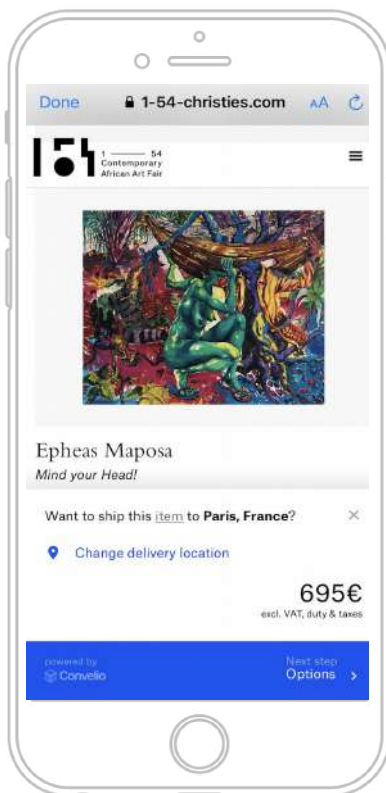 Done 1-54-christies.com AA
1 54
Contemporary
African Art Fair
Epheas Maposa
Mind your Head!
Want to ship this item to Paris, France?
Change delivery location
695€
excl. VAT, duty & taxes
powered by
Convelio
Next step
Options